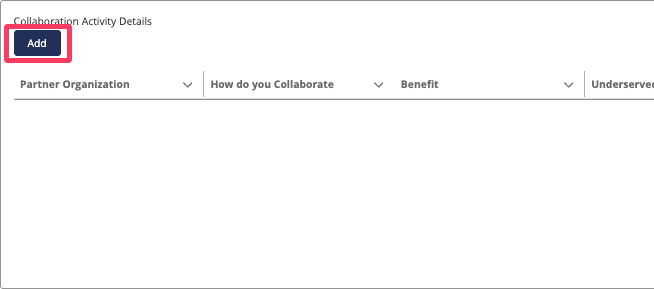 Collaboration Activity Details
Add
Partner Organization How do you Collaborate Benefit Underserved